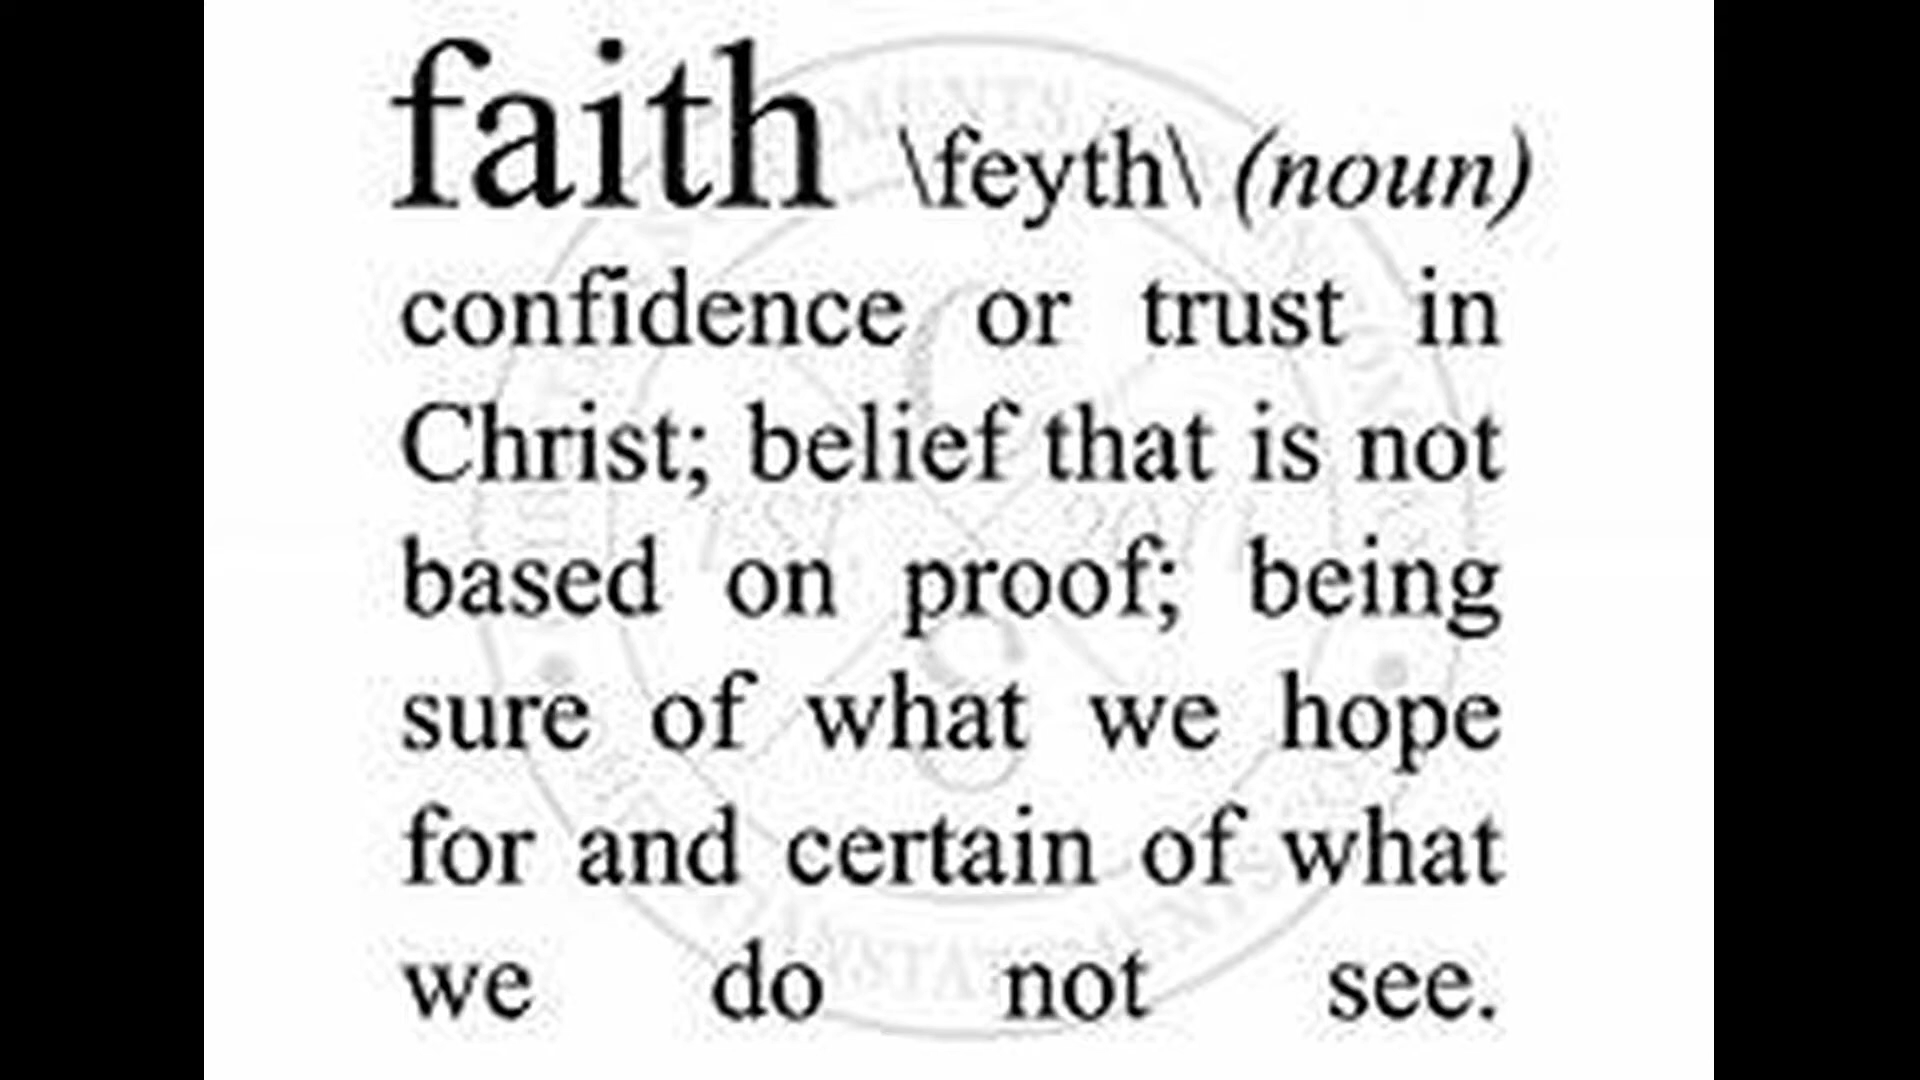 faith \feyth\ (noun)
confidence or trust in
Christ; belief that is not
based on proof; being
sure of what we hope
for and certain of what
we do not see.